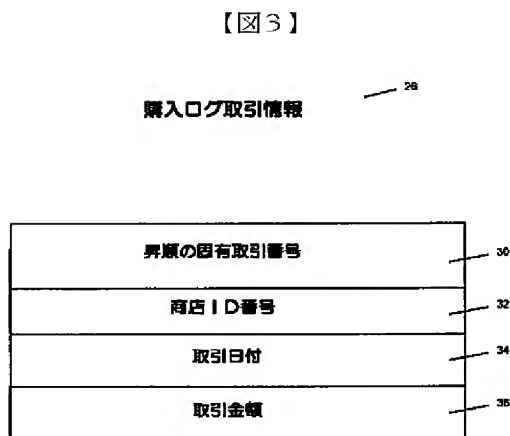 【図3】
購入ログ取引情報
26
昇順の固有取引番号
30
商店ID番号
32
取引日付
34
取引金額
36